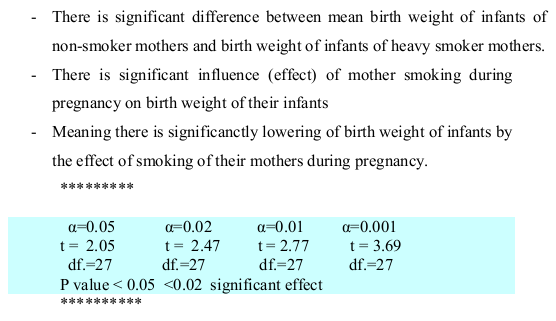 - There is significant difference between mean birth weight of infants of
non-smoker mothers and birth weight of infants of heavy smoker mothers.
- There is significant influence (effect) of mother smoking during
pregnancy on birth weight of their infants
- Meaning there is significanctly lowering of birth weight of infants by
the effect of smoking of their mothers during pregnancy.
*********
α=0.05 α=0.02 α=0.01 α=0.001
t = 2.05 t = 2.47 t = 2.77 t = 3.69
df.=27 df.=27 df.=27 df.=27
P value < 0.05 <0.02 significant effect
**********